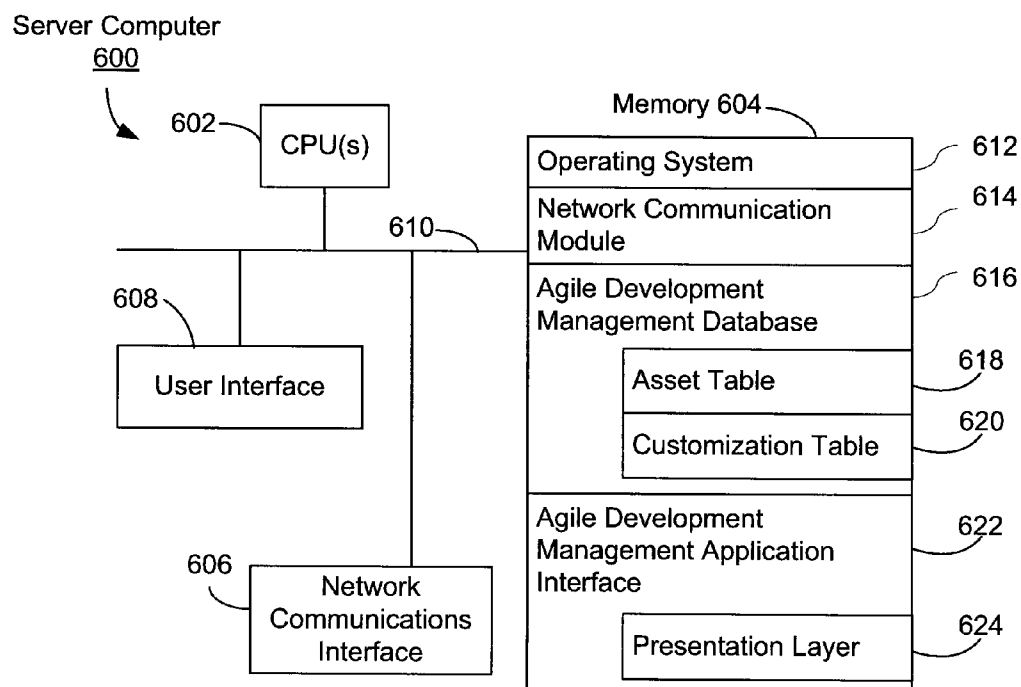 Server Computer
600
602
CPU(s)
Memory 604
Operating System
612
Network Communication
Module
614
610
Agile Development
Management Database
616
608
User Interface
Asset Table
618
Customization Table
620
Agile Development
Management Application
Interface
622
606
Network
Communications
Interface
Presentation Layer
624